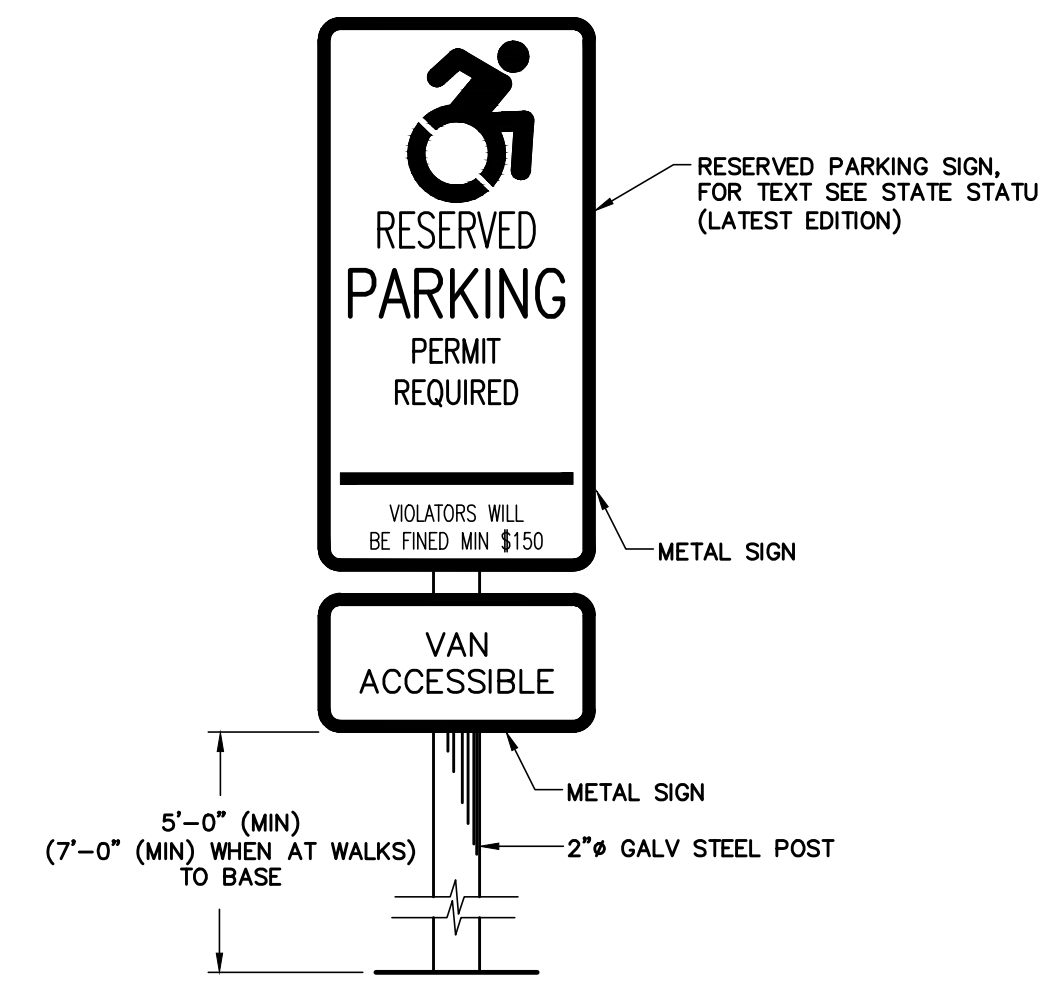 RESERVED
PARKING
PERMIT
REQUIRED
VIOLATORS WILL
BE FINED MIN $150
VAN
ACCESSIBLE
RESERVED PARKING SIGN,
FOR TEXT SEE STATE STATU
(LATEST EDITION)
METAL SIGN
METAL SIGN
2"ø GALV STEEL POST
5'-0" (MIN)
(7'-0" (MIN) WHEN AT WALKS)
TO BASE